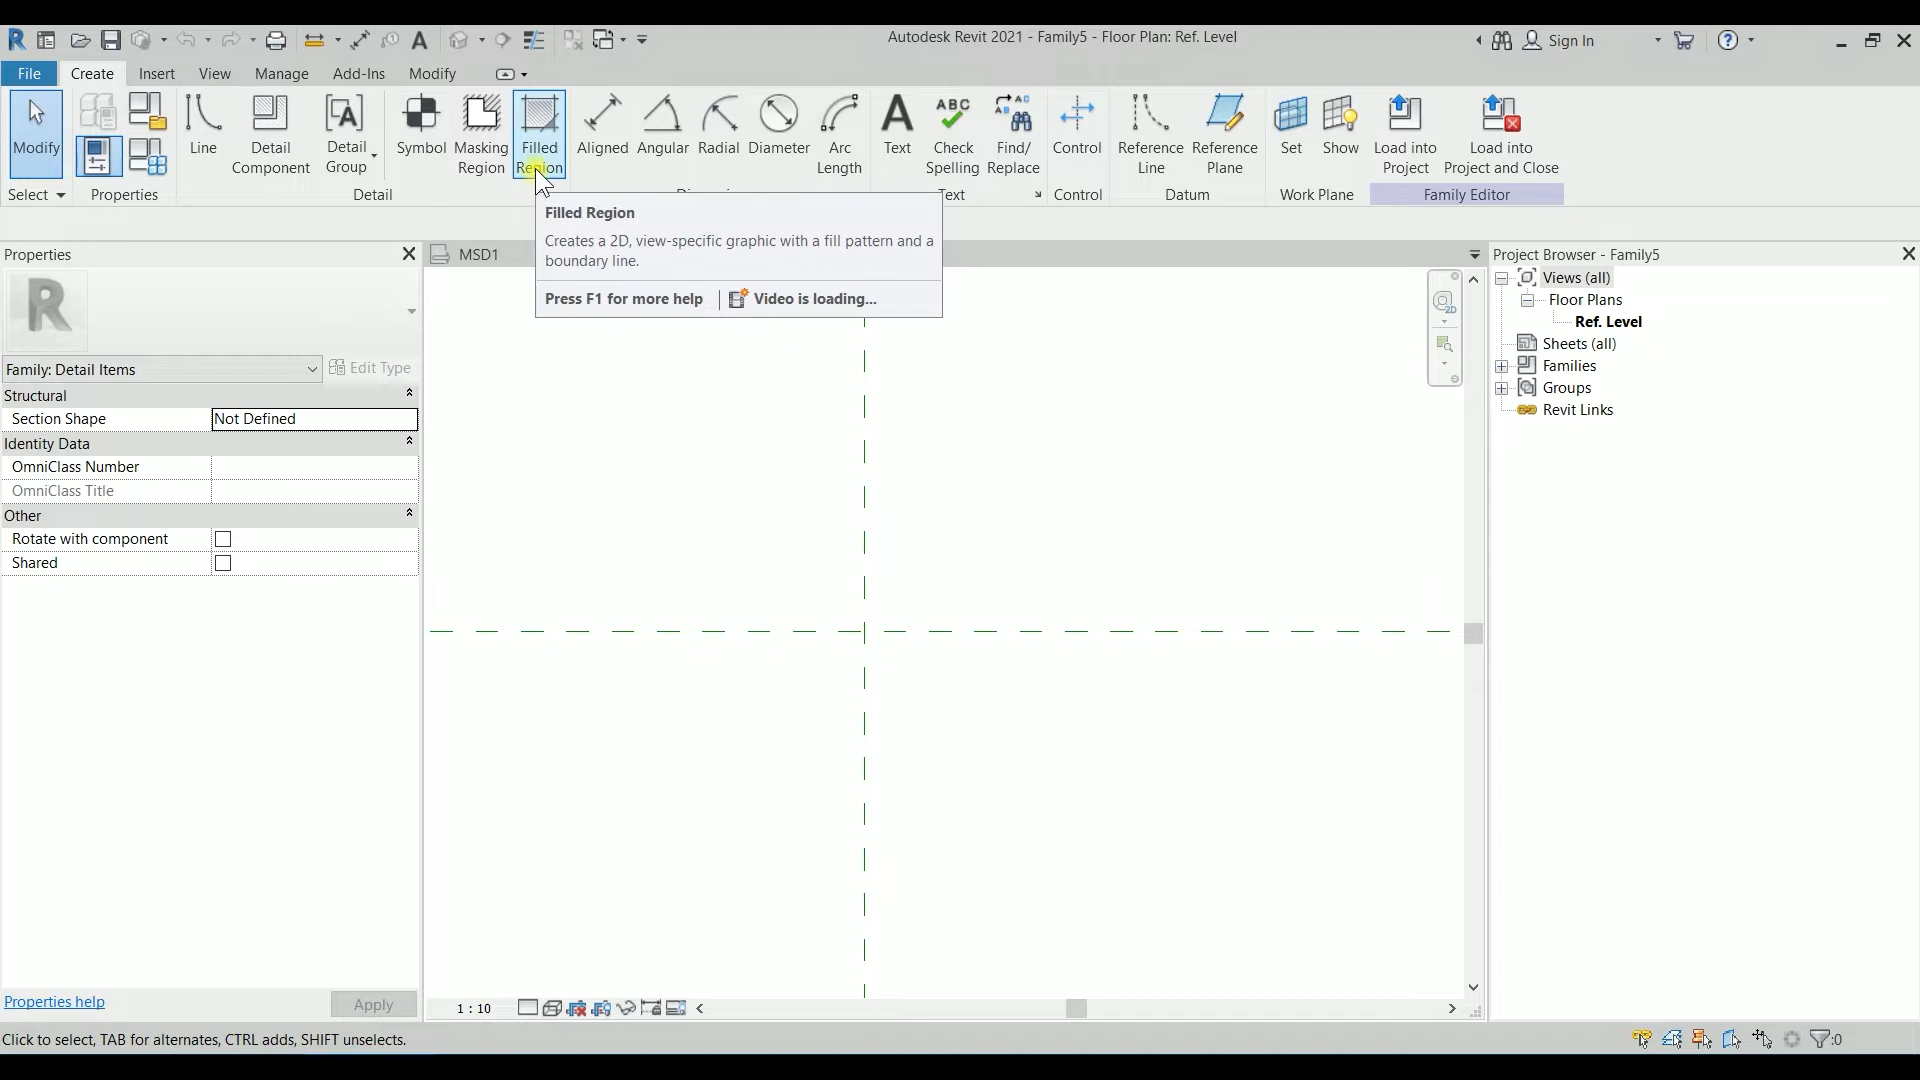 Autodesk Revit 2021 - Family5 - Floor Plan: Ref. Level
Sign In
File Create Insert View Manage Add-Ins Modify
Modify
Line
Detail
Component
Detail
Group
Symbol
Masking
Region
Filled
Region
Aligned
Angular
Radial
Diameter
Arc
Length
Text
ABC
Check
Spelling
Find/
Replace
Control
Reference
Line
Reference
Plane
Set
Show
Load into
Project
Load into
Project and Close
Select Properties Detail Text Control Datum Work Plane Family Editor
Filled Region
Creates a 2D, view-specific graphic with a fill pattern and a
boundary line.
Press F1 for more help Video is loading...
Properties
MSD1
Project Browser - Family5
Views (all)
Floor Plans
Ref. Level
Sheets (all)
Families
Groups
Revit Links
Family: Detail Items Edit Type
Structural
Section Shape Not Defined
Identity Data
OmniClass Number
OmniClass Title
Other
Rotate with component
Shared
Properties help Apply
1 : 10
Click to select, TAB for alternates, CTRL adds, SHIFT unselects.
:0